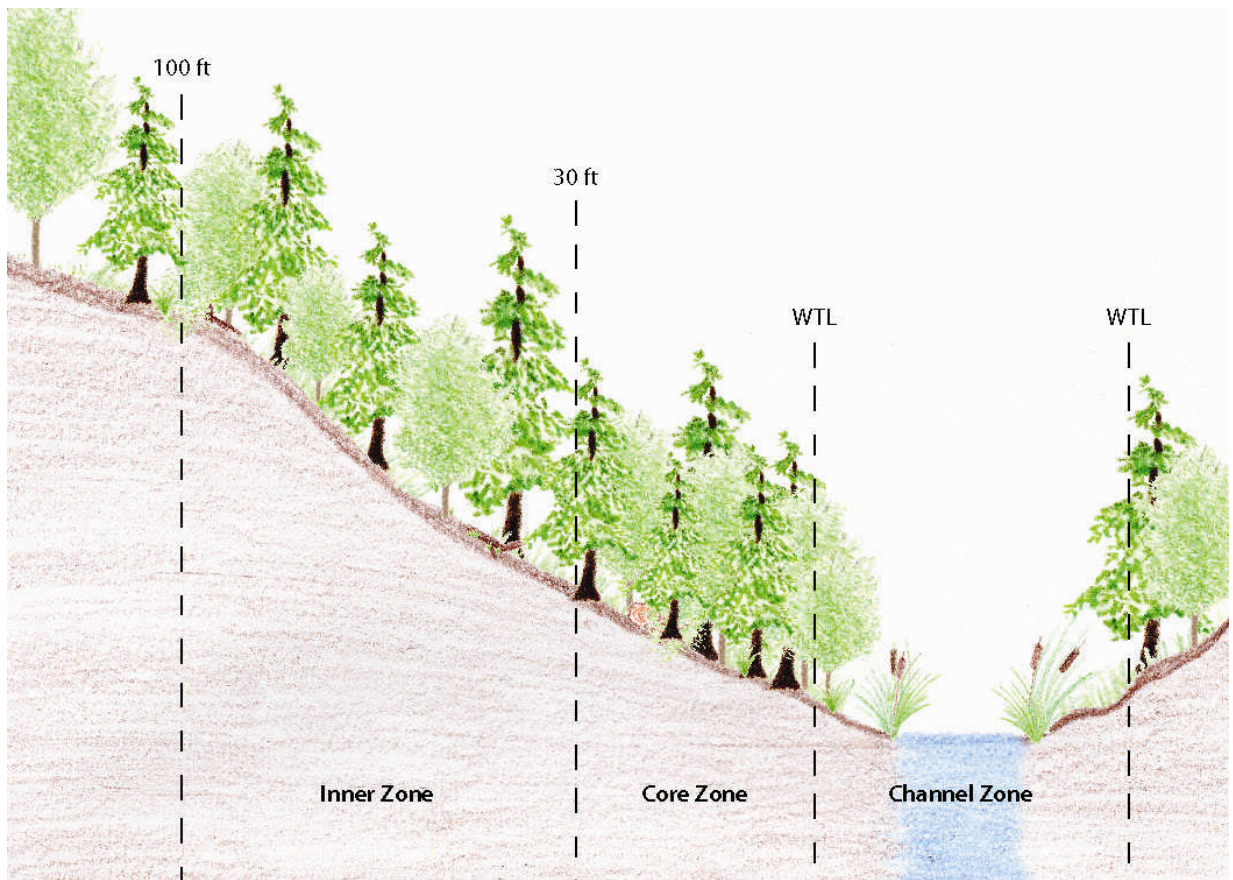 100 ft
30 ft
WTL
WTL
Inner Zone
Core Zone
Channel Zone